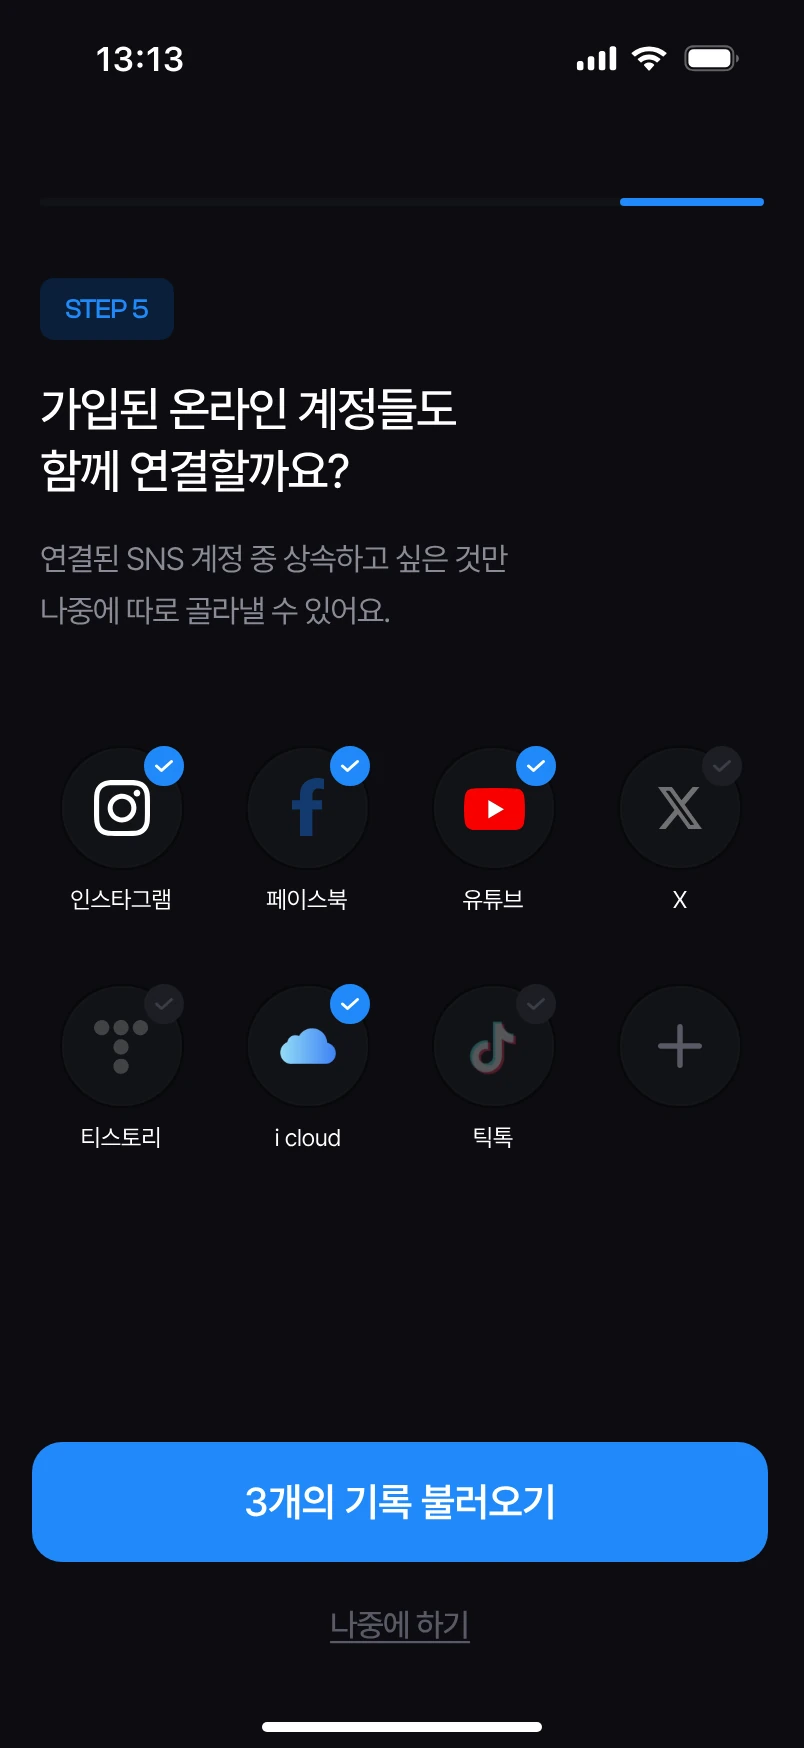 13:13
STEP 5
가입된 온라인 계정들도
함께 연결할까요?
연결된 SNS 계정 중 상속하고 싶은 것만
나중에 따로 골라낼 수 있어요.
인스타그램 페이스북 유튜브 X
티스토리 i cloud 틱톡
3개의 기록 불러오기
나중에 하기